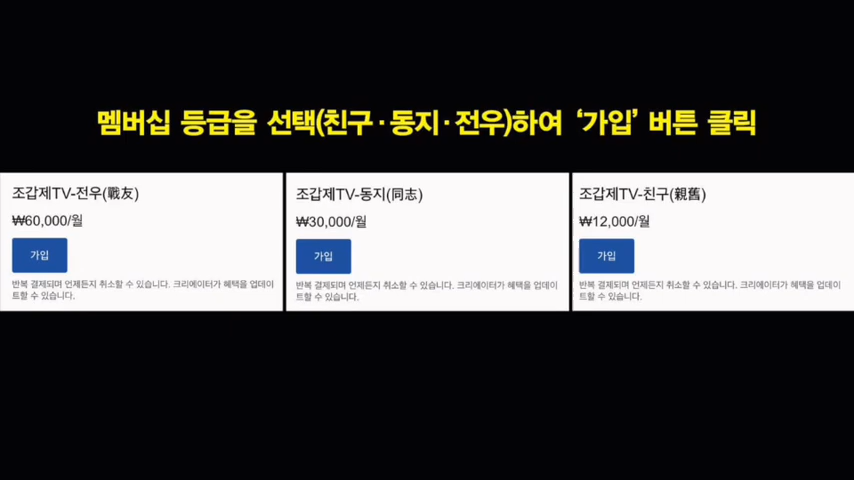 멤버십 등급을 선택(친구·동지·전우)하여 ‘가입’ 버튼 클릭
조갑제TV-전우(戰友)
₩60,000/월
가입
반복 결제되며 언제든지 취소할 수 있습니다. 크리에이터가 혜택을 업데이
트할 수 있습니다.
조갑제TV-동지(同志)
₩30,000/월
가입
반복 결제되며 언제든지 취소할 수 있습니다. 크리에이터가 혜택을 업데이
트할 수 있습니다.
조갑제TV-친구(親舊)
₩12,000/월
가입
반복 결제되며 언제든지 취소할 수 있습니다. 크리에이터가 혜택을 업데이
트할 수 있습니다.